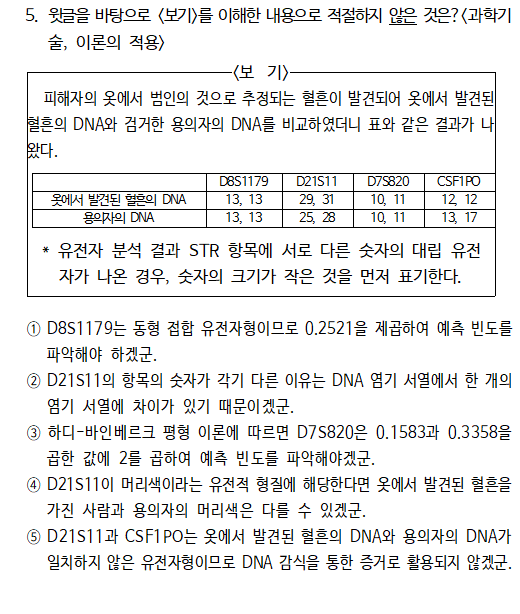 5. 윗글을 바탕으로 <보기>를 이해한 내용으로 적절하지 않은 것은?<과학기
술, 이론의 적용>
<보 기>
피해자의 옷에서 범인의 것으로 추정되는 혈흔이 발견되어 옷에서 발견된
혈흔의 DNA와 검거한 용의자의 DNA를 비교하였더니 표와 같은 결과가 나
왔다.
D8S1179 D21S11 D7S820 CSF1PO
옷에서 발견된 혈흔의 DNA 13, 13 29, 31 10, 11 12, 12
용의자의 DNA 13, 13 25, 28 10, 11 13, 17
* 유전자 분석 결과 STR 항목에 서로 다른 숫자의 대립 유전
자가 나온 경우, 숫자의 크기가 작은 것을 먼저 표기한다.
① D8S1179는 동형 접합 유전자형이므로 0.2521을 제곱하여 예측 빈도를
파악해야 하겠군.
② D21S11의 항목의 숫자가 각기 다른 이유는 DNA 염기 서열에서 한 개의
염기 서열에 차이가 있기 때문이겠군.
③ 하디-바인베르크 평형 이론에 따르면 D7S820은 0.1583과 0.3358을
곱한 값에 2를 곱하여 예측 빈도를 파악해야겠군.
④ D21S11이 머리색이라는 유전적 형질에 해당한다면 옷에서 발견된 혈흔을
가진 사람과 용의자의 머리색은 다를 수 있겠군.
⑤ D21S11과 CSF1PO는 옷에서 발견된 혈흔의 DNA와 용의자의 DNA가
일치하지 않은 유전자형이므로 DNA 감식을 통한 증거로 활용되지 않겠군.